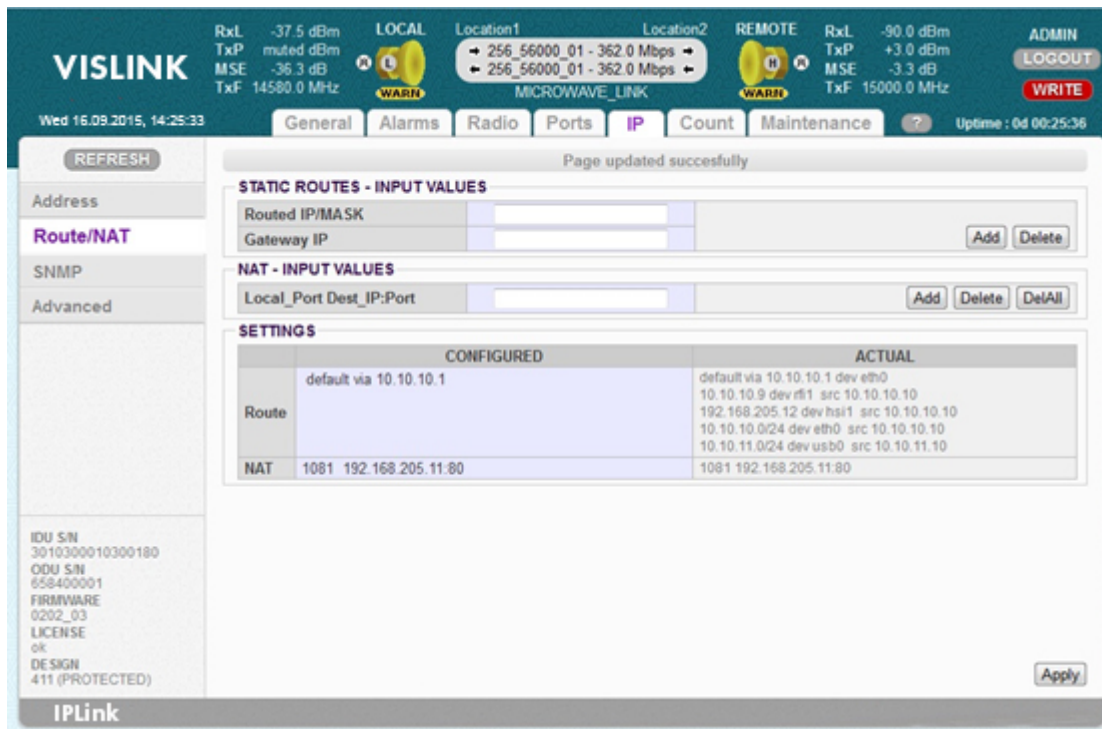 VISLINK
RxL -37.5 dBm
TxP muted dBm
MSE -36.3 dB
TxF 14580.0 MHz
LOCAL
R L
WARN
Location1 Location2
256_56000_01 - 362.0 Mbps
256_56000_01 - 362.0 Mbps
MICROWAVE_LINK
REMOTE
H R
WARN
RxL -90.0 dBm
TxP +3.0 dBm
MSE -3.3 dB
TxF 15000.0 MHz
ADMIN
LOGOUT
WRITE
Wed 16.09.2015, 14:25:33
General Alarms Radio Ports IP Count Maintenance ?
Uptime : 0d 00:25:36
REFRESH
Address
Route/NAT
SNMP
Advanced
Page updated succesfully
STATIC ROUTES - INPUT VALUES
Routed IP/MASK
Gateway IP
Add Delete
NAT - INPUT VALUES
Local_Port Dest_IP:Port
Add Delete DelAll
SETTINGS
CONFIGURED ACTUAL
Route
default via 10.10.10.1
default via 10.10.10.1 dev eth0
10.10.10.9 dev rfi1 src 10.10.10.10
192.168.205.12 dev hsi1 src 10.10.10.10
10.10.10.0/24 dev eth0 src 10.10.10.10
10.10.11.0/24 dev usb0 src 10.10.11.10
NAT 1081 192.168.205.11:80 1081 192.168.205.11:80
IDU S/N
3010300010300180
ODU S/N
658400001
FIRMWARE
0202_03
LICENSE
ok
DESIGN
411 (PROTECTED)
Apply
IPLink